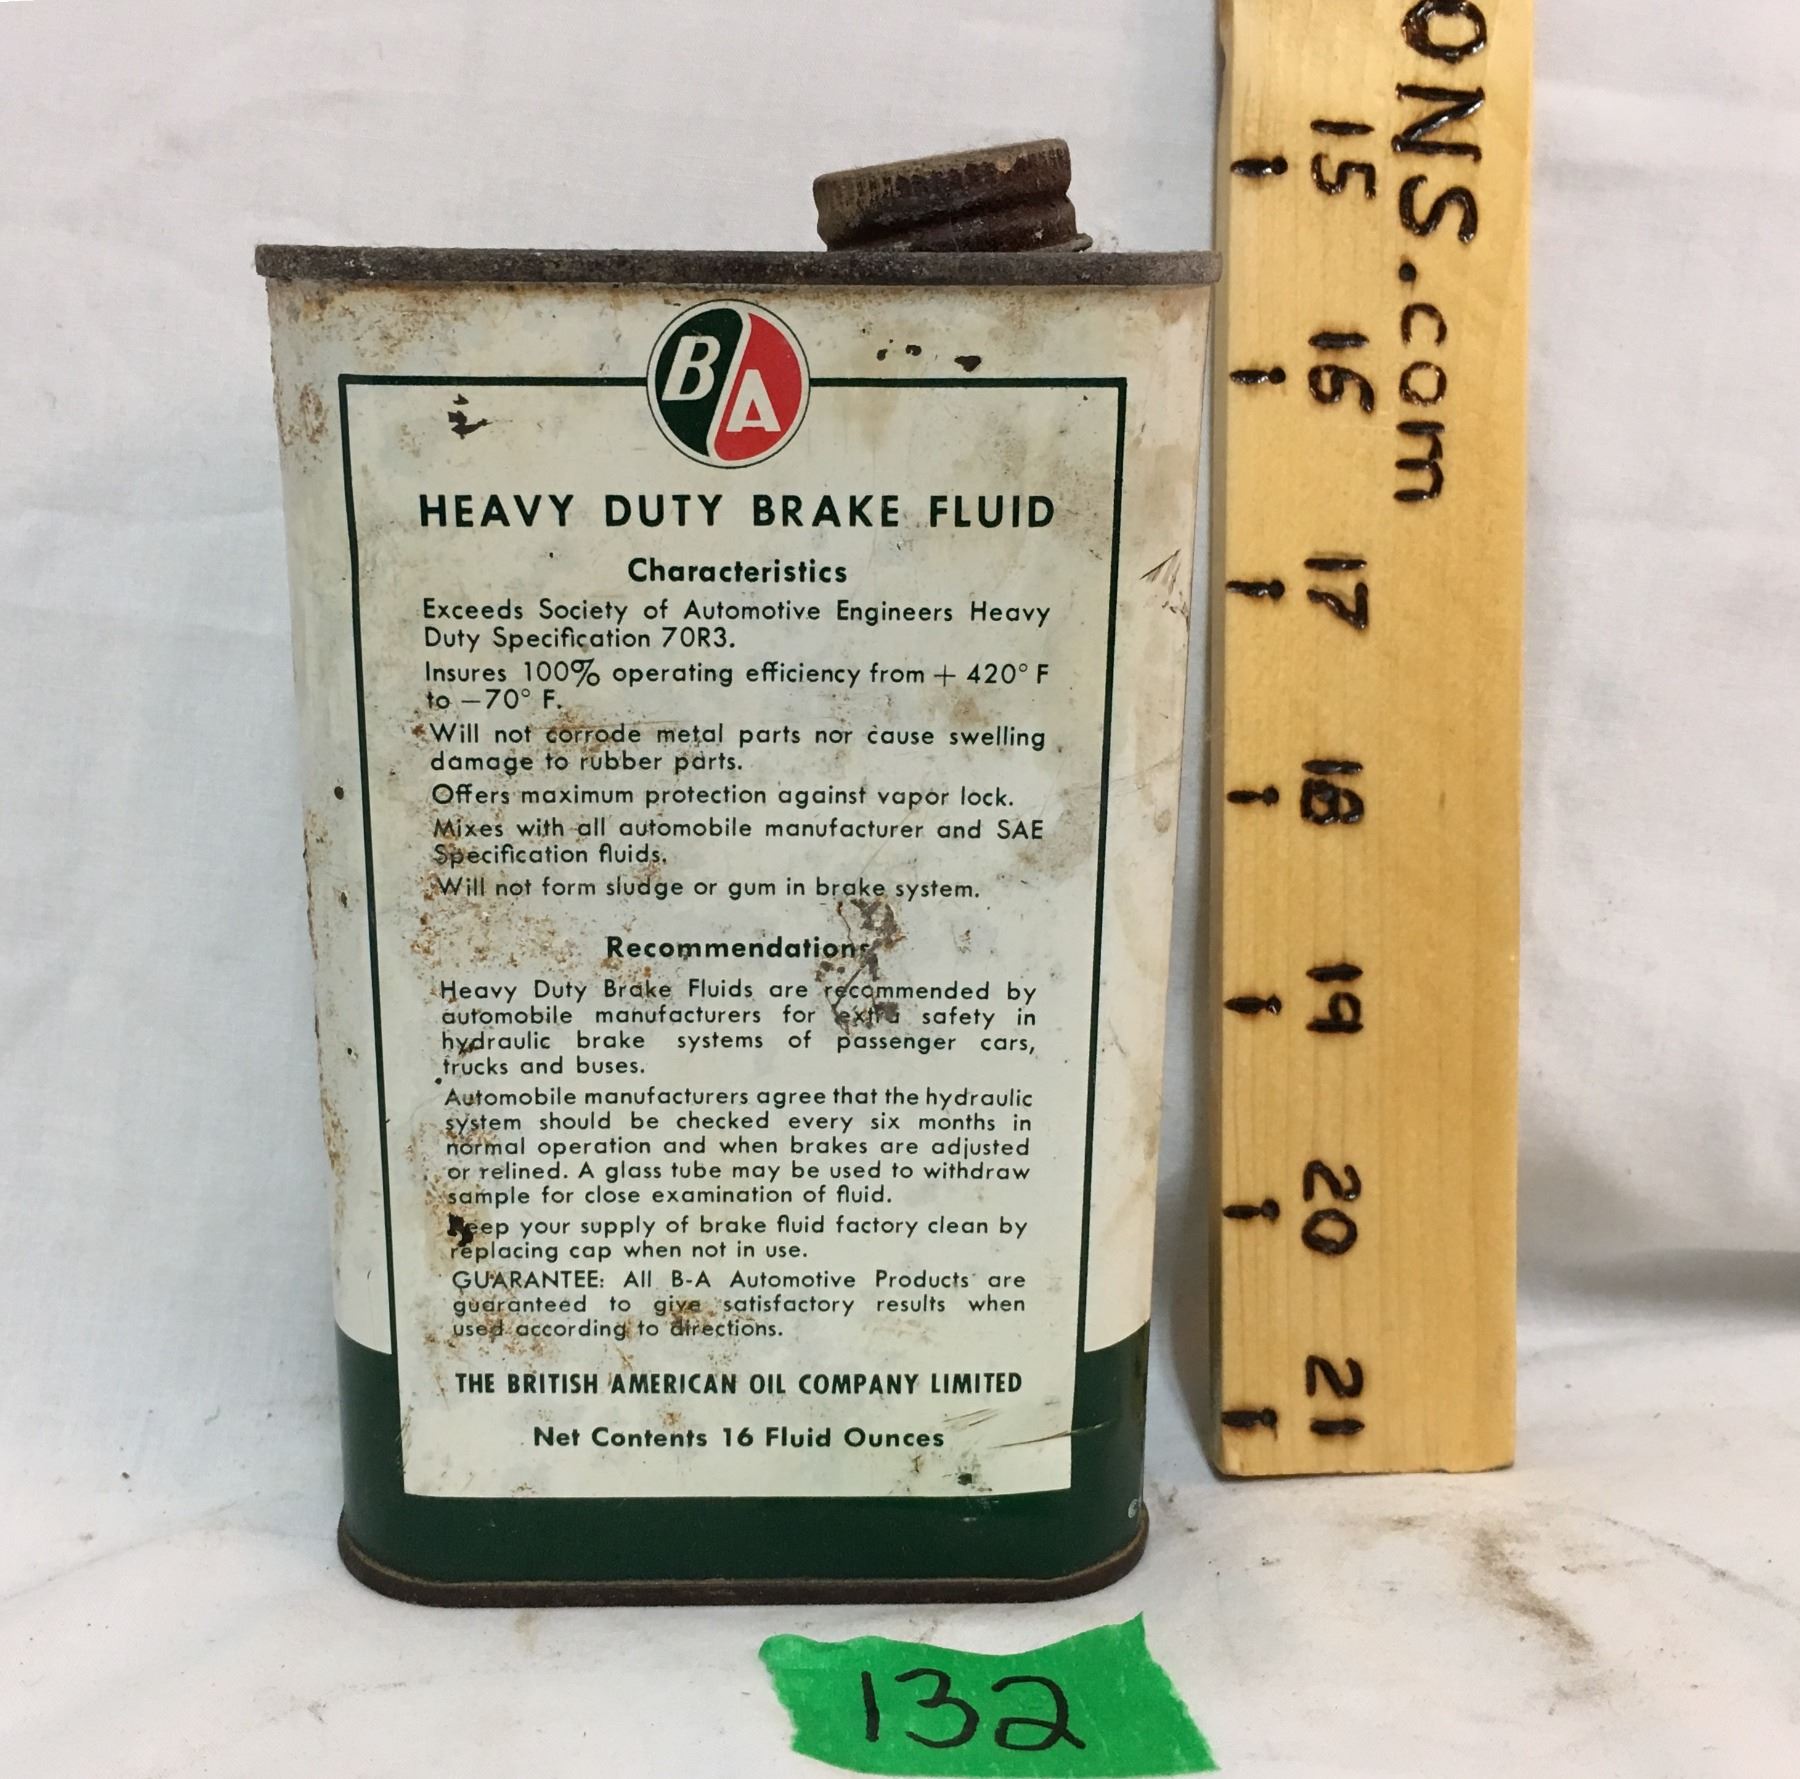 B A
HEAVY DUTY BRAKE FLUID
Characteristics
Exceeds Society of Automotive Engineers Heavy
Duty Specification 70R3.
Insures 100% operating efficiency from + 420° F
to —70° F.
Will not corrode metal parts nor cause swelling
damage to rubber parts.
Offers maximum protection against vapor lock.
Mixes with all automobile manufacturer and SAE
Specification fluids.
Will not form sludge or gum in brake system.
Recommendations
Heavy Duty Brake Fluids are recommended by
automobile manufacturers for extra safety in
hydraulic brake systems of passenger cars,
trucks and buses.
Automobile manufacturers agree that the hydraulic
system should be checked every six months in
normal operation and when brakes are adjusted
or relined. A glass tube may be used to withdraw
sample for close examination of fluid.
Keep your supply of brake fluid factory clean by
replacing cap when not in use.
GUARANTEE: All B-A Automotive Products are
guaranteed to give satisfactory results when
used according to directions.
THE BRITISH AMERICAN OIL COMPANY LIMITED
Net Contents 16 Fluid Ounces
ONS.com
15
16
17
18
19
20
21
132